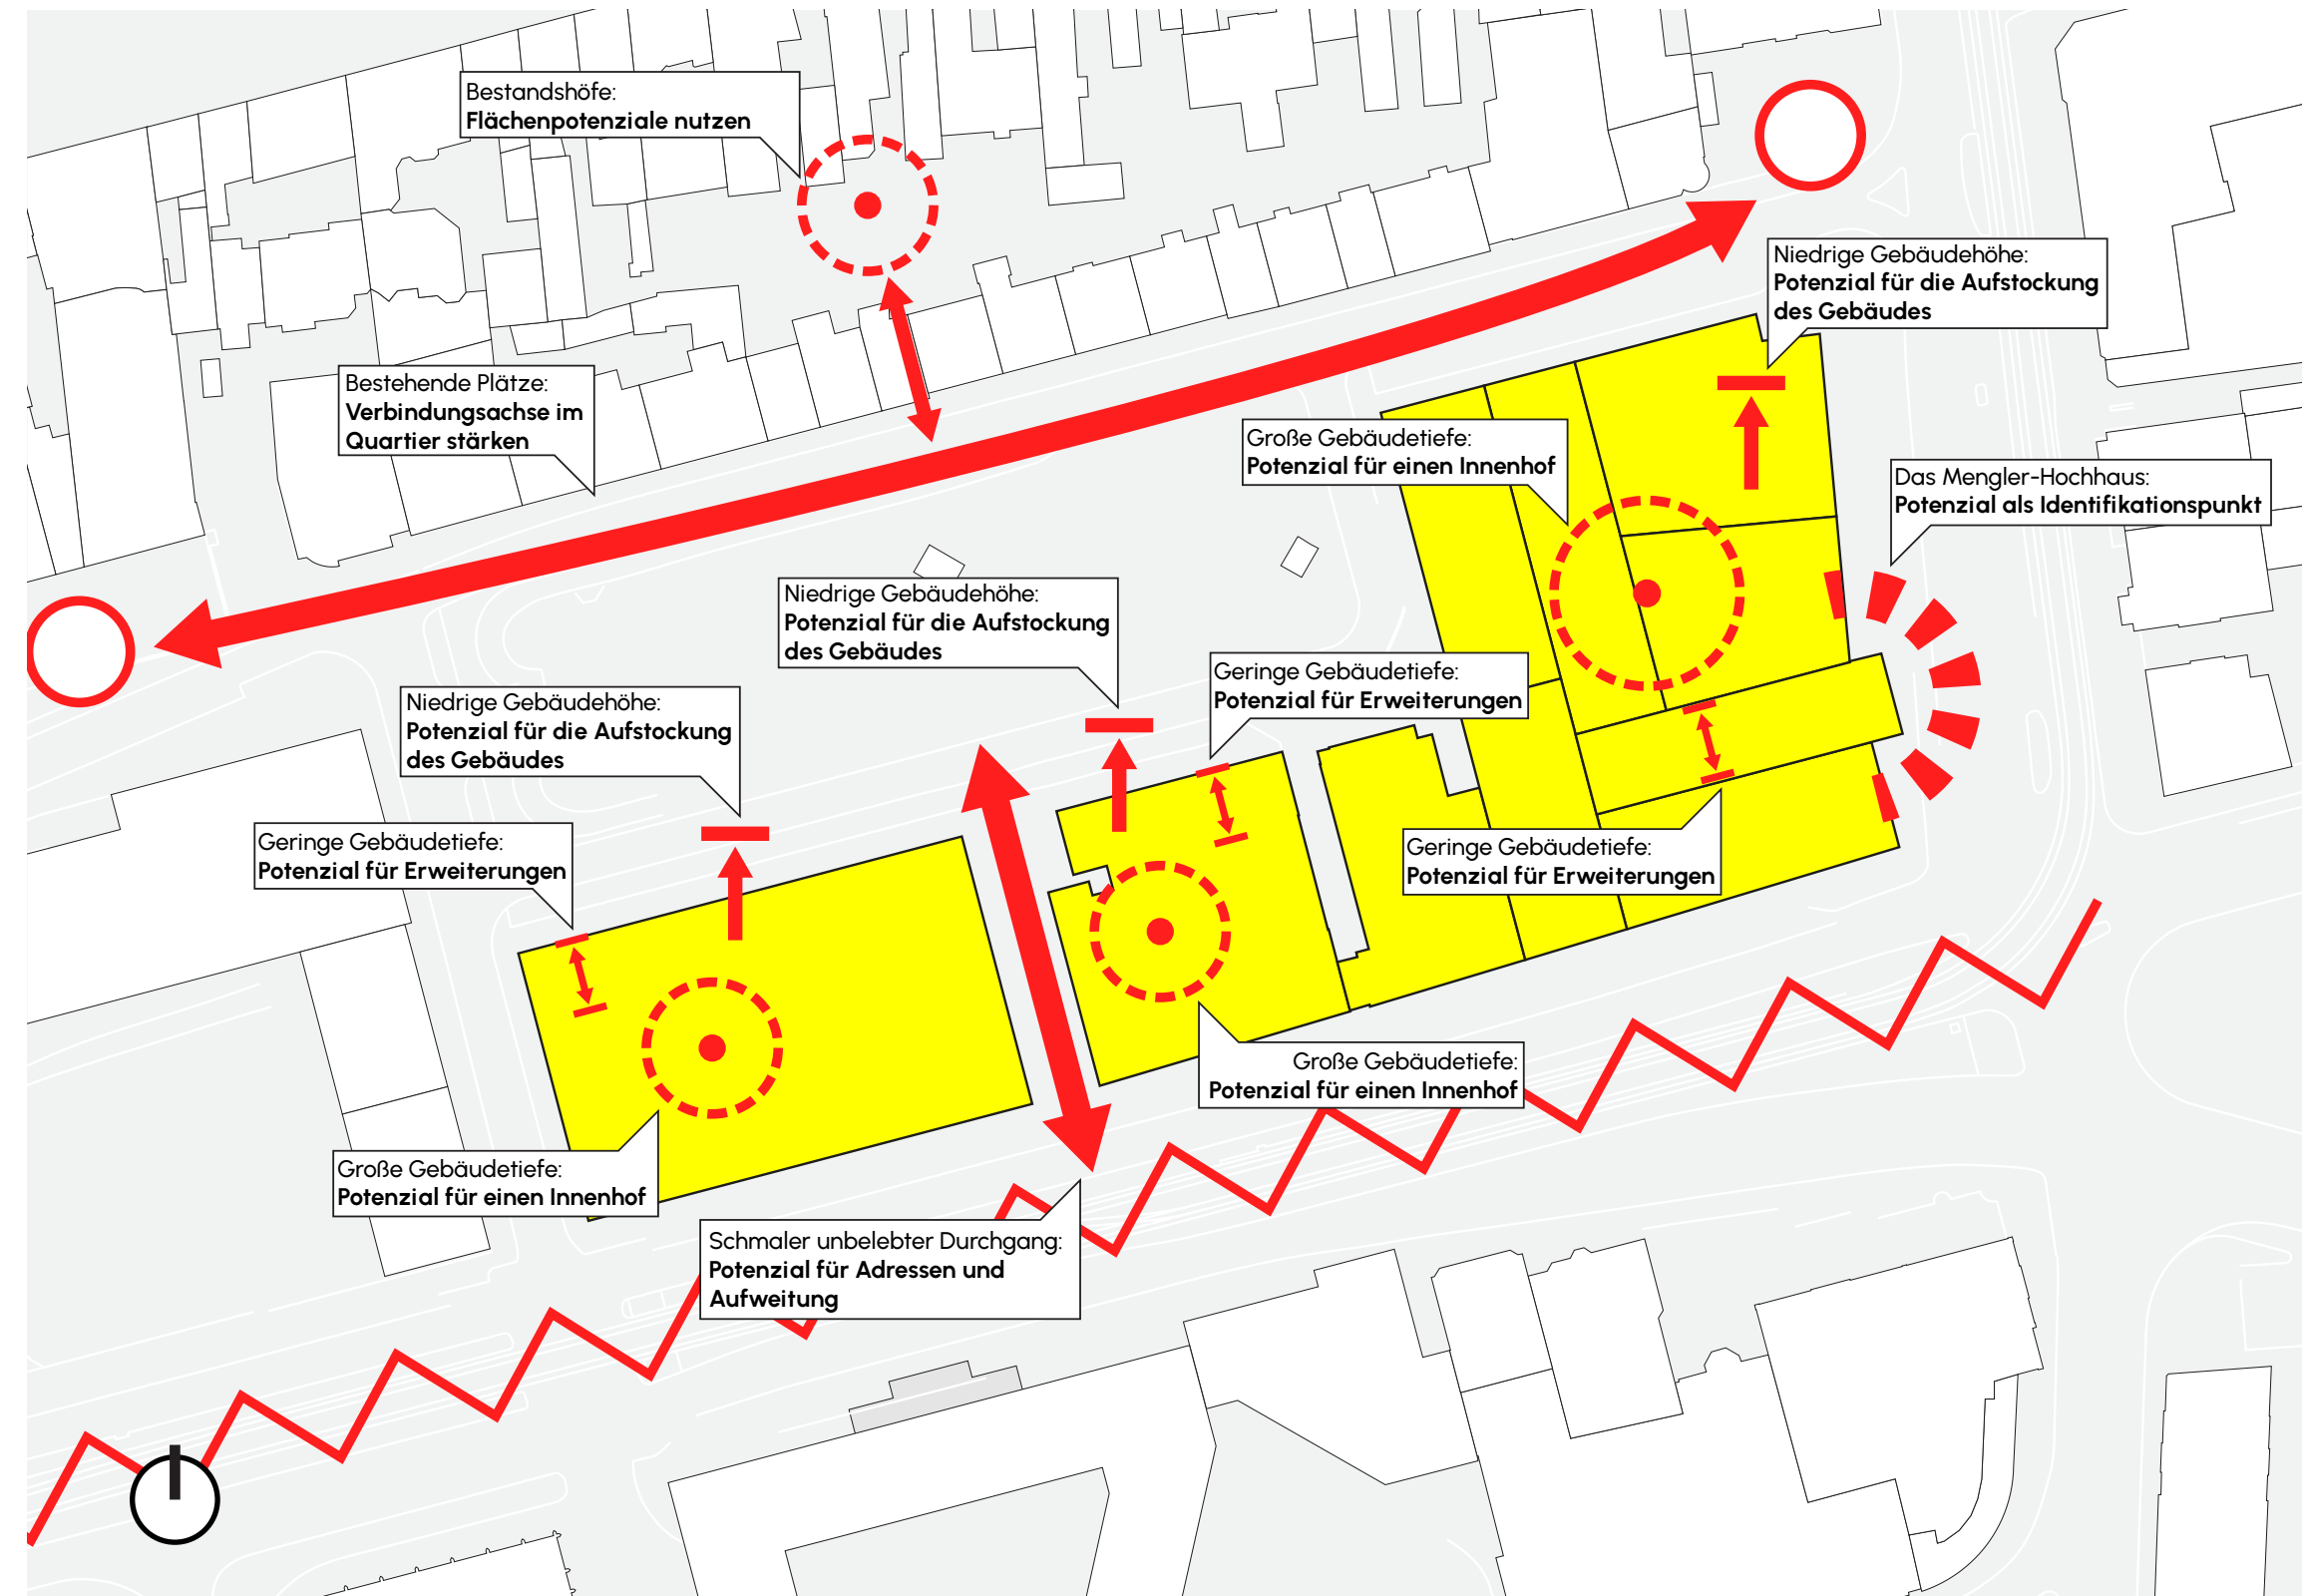 Bestandshöfe:
Flächenpotenziale nutzen
Niedrige Gebäudehöhe:
Potenzial für die Aufstockung
des Gebäudes
Bestehende Plätze:
Verbindungsachse im
Quartier stärken
Große Gebäudetiefe:
Potenzial für einen Innenhof
Das Mengler-Hochhaus:
Potenzial als Identifikationspunkt
Niedrige Gebäudehöhe:
Potenzial für die Aufstockung
des Gebäudes
Geringe Gebäudetiefe:
Potenzial für Erweiterungen
Niedrige Gebäudehöhe:
Potenzial für die Aufstockung
des Gebäudes
Geringe Gebäudetiefe:
Potenzial für Erweiterungen
Geringe Gebäudetiefe:
Potenzial für Erweiterungen
Große Gebäudetiefe:
Potenzial für einen Innenhof
Große Gebäudetiefe:
Potenzial für einen Innenhof
Schmaler unbelebter Durchgang:
Potenzial für Adressen und
Aufweitung